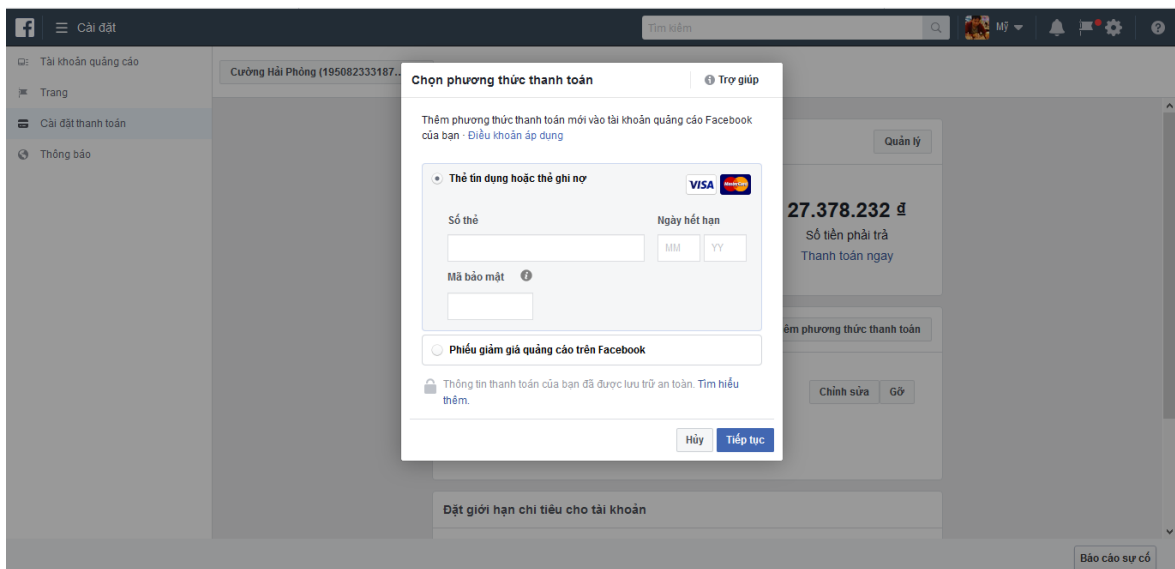 f Cài đặt Tìm kiếm Mỹ
Tài khoản quảng cáo
Trang
Cài đặt thanh toán
Thông báo
Cường Hải Phòng (195082333187...
Chọn phương thức thanh toán Trợ giúp
Thêm phương thức thanh toán mới vào tài khoản quảng cáo Facebook
của bạn · Điều khoản áp dụng
Thẻ tín dụng hoặc thẻ ghi nợ VISA MasterCard
Số thẻ Ngày hết hạn
MM YY
Mã bảo mật
Phiếu giảm giá quảng cáo trên Facebook
Thông tin thanh toán của bạn đã được lưu trữ an toàn. Tìm hiểu
thêm.
Hủy Tiếp tục
Quản lý
27.378.232 ₫
Số tiền phải trả
Thanh toán ngay
êm phương thức thanh toán
Chỉnh sửa Gỡ
Đặt giới hạn chi tiêu cho tài khoản
Báo cáo sự cố